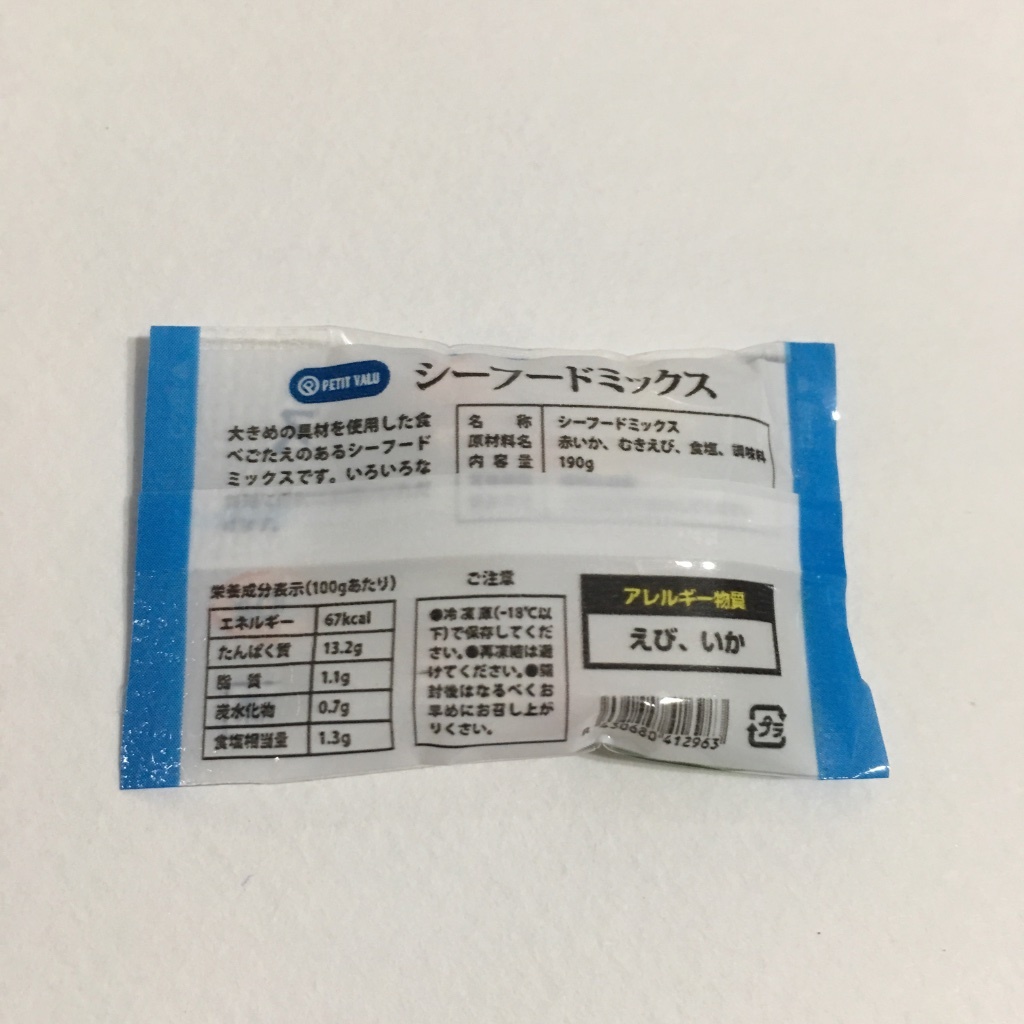 PETIT VALU
シーフードミックス
大きめの具材を使用した食
べごたえのあるシーフード
ミックスです。いろいろな
名称 シーフードミックス
原材料名 赤いか、むきえび、食塩、調味料
内容量 190g
栄養成分表示(100gあたり)
エネルギー 67kcal
たんぱく質 13.2g
脂質 1.1g
炭水化物 0.7g
食塩相当量 1.3g
ご注意
●冷凍庫(-18℃以
下)で保存してくだ
さい。●再凍結は避
けてください。●開
封後はなるべくお
早めにお召し上が
りください。
アレルギー物質
えび、いか
412963
プラ